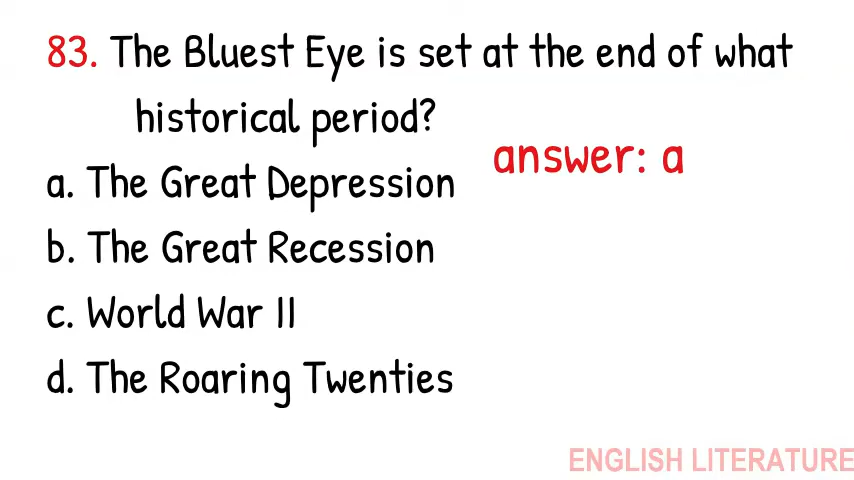 83. The Bluest Eye is set at the end of what
historical period?
answer: a
a. The Great Depression
b. The Great Recession
c. World War II
d. The Roaring Twenties
ENGLISH LITERATURE